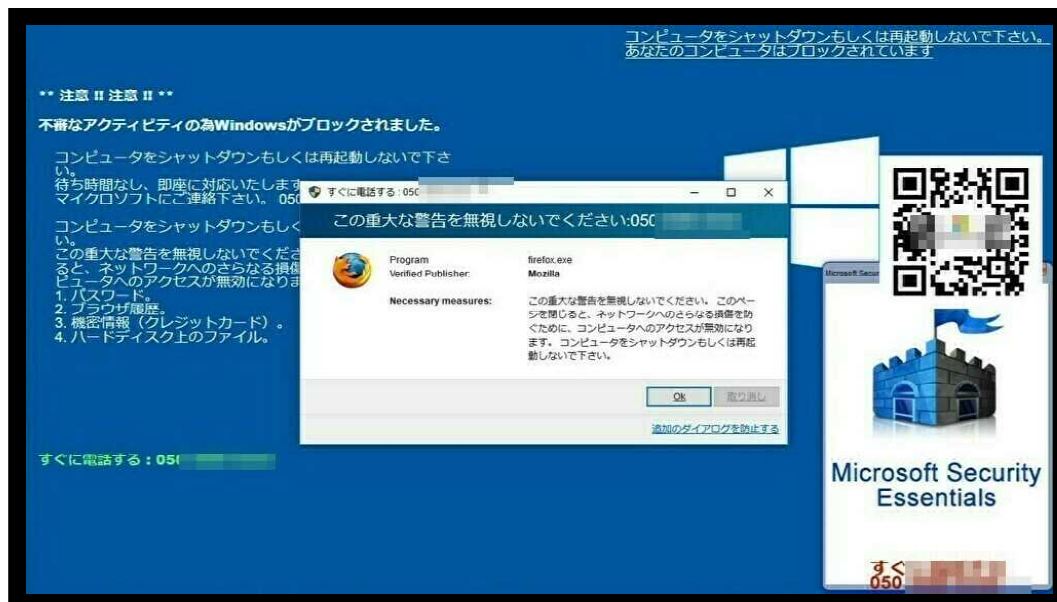 コンピュータをシャットダウンもしくは再起動しないで下さい。
あなたのコンピュータはブロックされています
** 注意 !! 注意 !! **
不審なアクティビティの為Windowsがブロックされました。
コンピュータをシャットダウンもしくは再起動しないで下さ
い。
待ち時間なし、即座に対応いたします
マイクロソフトにご連絡下さい。 050
コンピュータをシャットダウンもしく
い。
この重大な警告を無視しないでくださ
ると、ネットワークへのさらなる損傷
ピュータへのアクセスが無効になりま
1. パスワード。
2. ブラウザ履歴。
3. 機密情報（クレジットカード）。
4. ハードディスク上のファイル。
すぐに電話する : 050
この重大な警告を無視しないでください:050
Program firefox.exe
Verified Publisher: Mozilla
Necessary measures: この重大な警告を無視しないでください。 このペー
ジを閉じると、ネットワークへのさらなる損傷を防
ぐために、コンピュータへのアクセスが無効になり
ます。 コンピュータをシャットダウンもしくは再起
動しないで下さい。
Ok 取り消し
追加のダイアログを防止する
すぐに電話する：05
Microsoft Secur
Microsoft Security
Essentials
すぐ
050